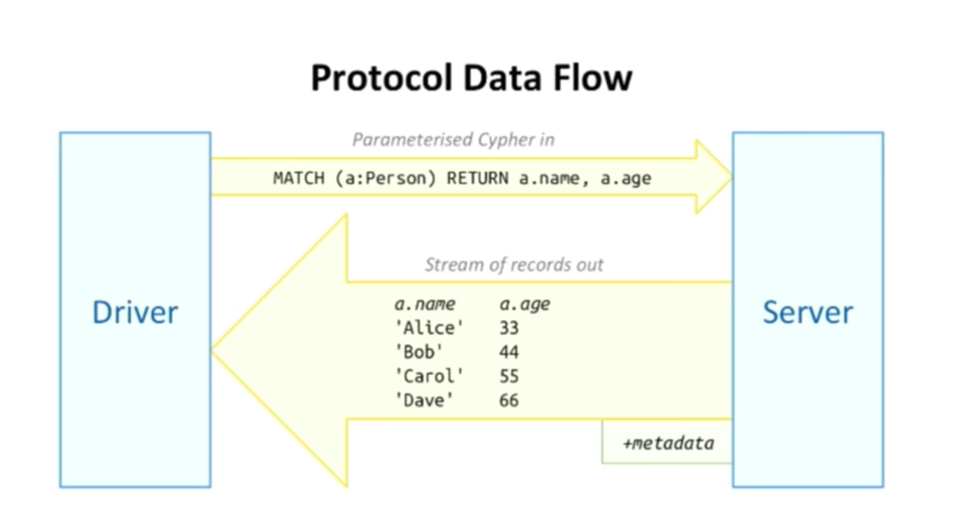 Protocol Data Flow
Parameterised Cypher in
MATCH (a:Person) RETURN a.name, a.age
Stream of records out
a.name a.age
'Alice' 33
'Bob' 44
'Carol' 55
'Dave' 66
Driver
Server
+metadata